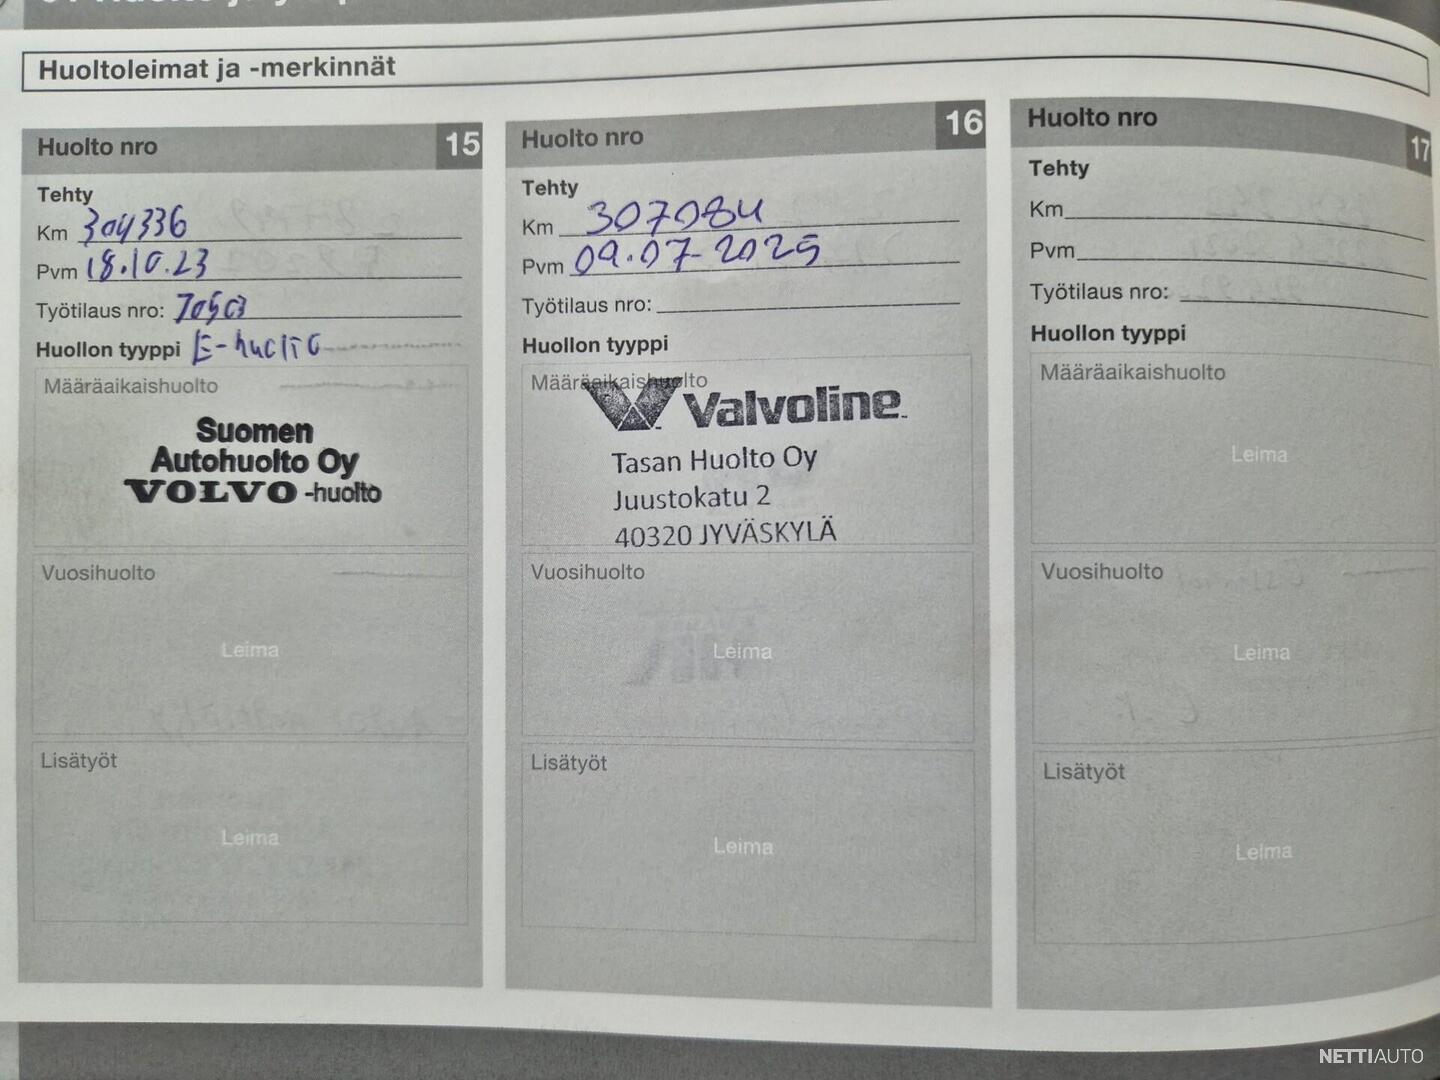 Huoltoleimat ja -merkinnät
Huolto nro 15
Tehty
Km 304336
Pvm 18.10.23
Työtilaus nro: 70503
Huollon tyyppi E-huolto
Määräaikaishuolto
Suomen
Autohuolto Oy
VOLVO -huolto
Vuosihuolto
Leima
Lisätyöt
Leima
Huolto nro 16
Tehty
Km 307084
Pvm 09.07-2025
Työtilaus nro:
Huollon tyyppi
Määräaikaishuolto
Valvoline
Tasan Huolto Oy
Juustokatu 2
40320 JYVÄSKYLÄ
Vuosihuolto
Leima
Lisätyöt
Leima
Huolto nro 17
Tehty
Km
Pvm
Työtilaus nro:
Huollon tyyppi
Määräaikaishuolto
Leima
Vuosihuolto
Leima
Lisätyöt
Leima
NETTIAUTO